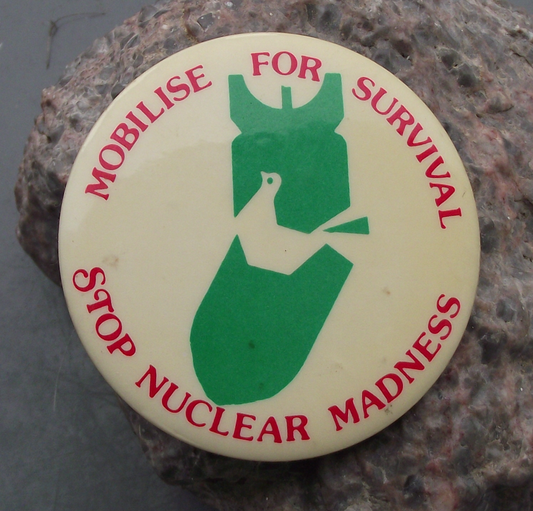 MOBILISE FOR SURVIVAL
STOP NUCLEAR MADNESS